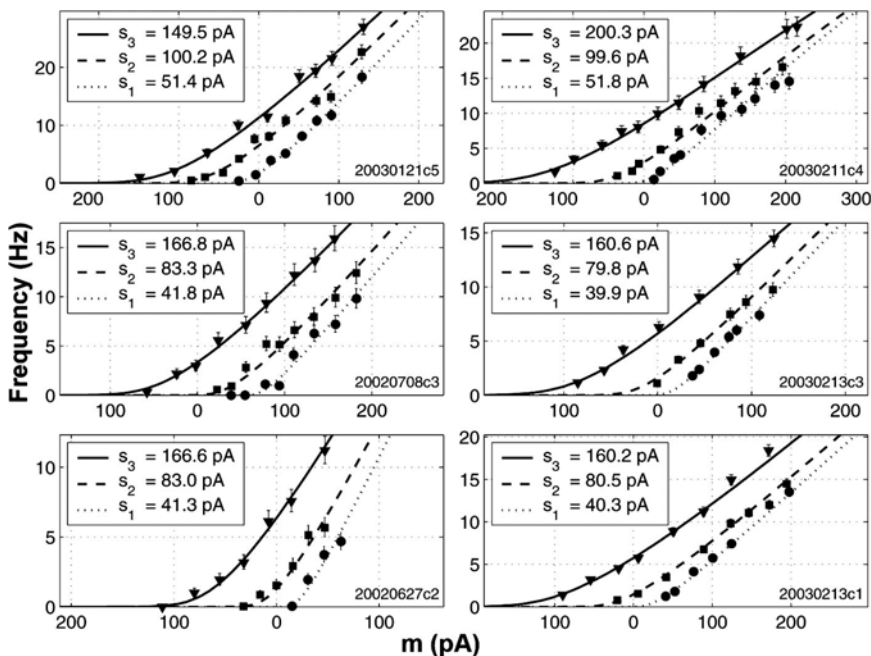 s3 = 149.5 pA
s2 = 100.2 pA
s1 = 51.4 pA
20
10
0
200 100 0 100 200
20030121c5
s3 = 200.3 pA
s2 = 99.6 pA
s1 = 51.8 pA
20
15
10
5
0
200 100 0 100 200 300
20030211c4
Frequency (Hz)
s3 = 166.8 pA
s2 = 83.3 pA
s1 = 41.8 pA
15
10
5
0
100 0 100 200
20020708c3
s3 = 160.6 pA
s2 = 79.8 pA
s1 = 39.9 pA
15
10
5
0
100 0 100 200
20030213c3
s3 = 166.6 pA
s2 = 83.0 pA
s1 = 41.3 pA
10
5
0
200 100 0 100
20020627c2
s3 = 160.2 pA
s2 = 80.5 pA
s1 = 40.3 pA
20
15
10
5
0
100 0 100 200
20030213c1
m (pA)